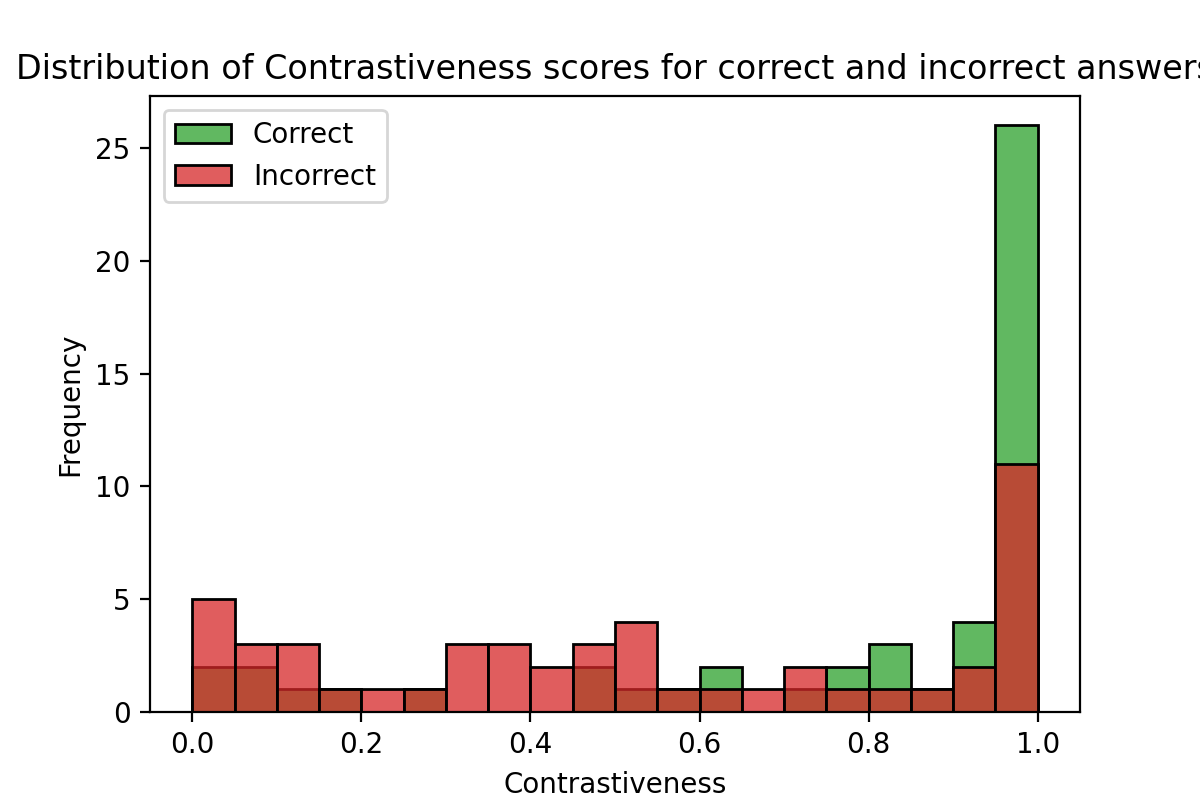 Distribution of Contrastiveness scores for correct and incorrect answers
Correct
Incorrect
25
20
15
10
5
0
Frequency
0.0 0.2 0.4 0.6 0.8 1.0
Contrastiveness